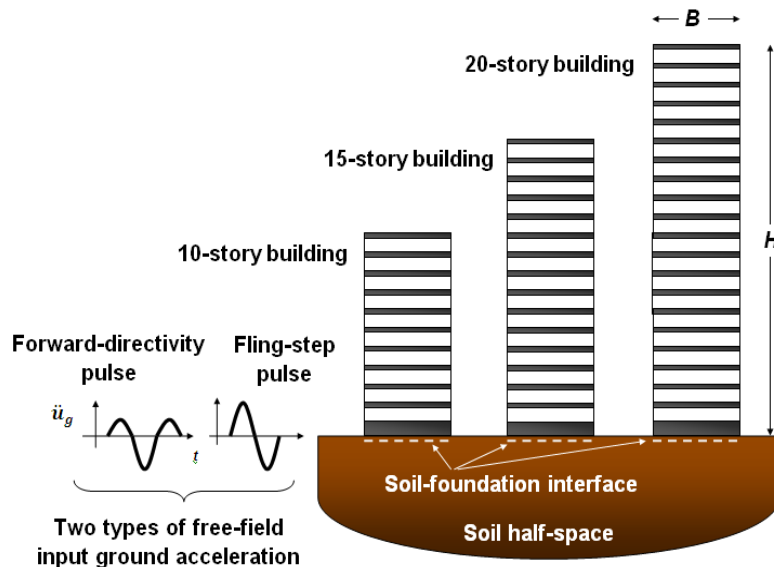 B
20-story building
15-story building
H
10-story building
Forward-directivity
pulse
Fling-step
pulse
ü_g
t
Soil-foundation interface
Two types of free-field
input ground acceleration
Soil half-space